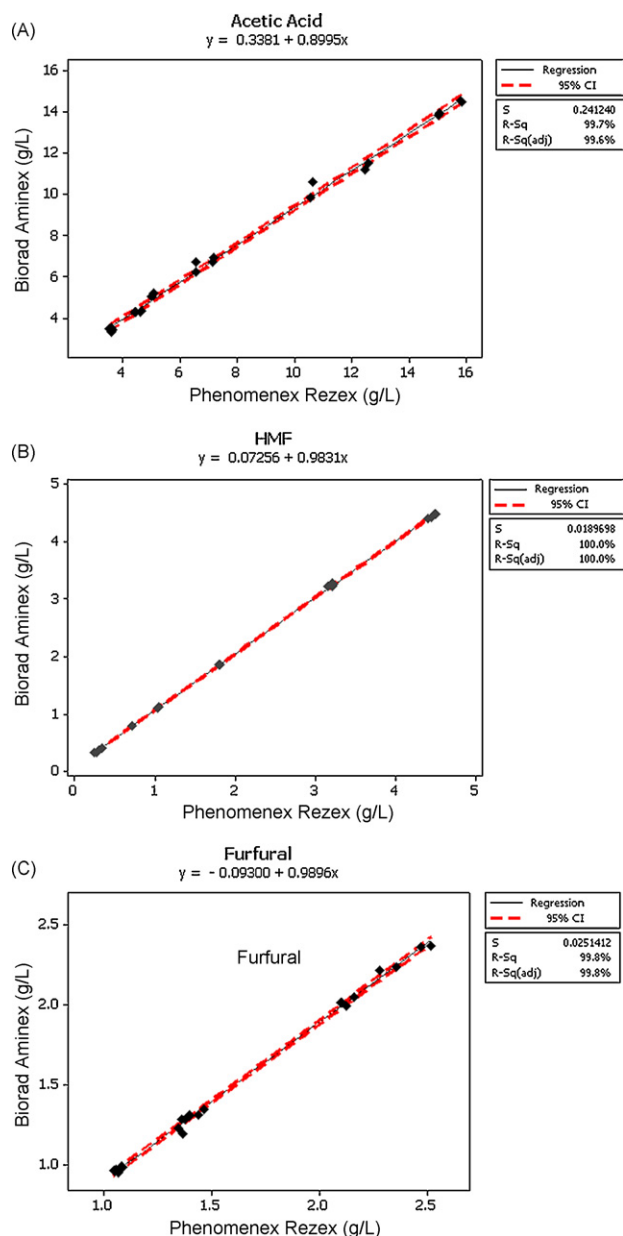 (A)
Acetic Acid
y = 0.3381 + 0.8995x
16
14
12
10
8
6
4
Biorad Aminex (g/L)
4 6 8 10 12 14 16
Phenomenex Rezex (g/L)
Regression
95% CI
S 0.241240
R-Sq 99.7%
R-Sq(adj) 99.6%
(B)
HMF
y = 0.07256 + 0.9831x
5
4
3
2
1
0
Biorad Aminex (g/L)
0 1 2 3 4 5
Phenomenex Rezex (g/L)
Regression
95% CI
S 0.0189698
R-Sq 100.0%
R-Sq(adj) 100.0%
(C)
Furfural
y = - 0.09300 + 0.9896x
Furfural
2.5
2.0
1.5
1.0
Biorad Aminex (g/L)
1.0 1.5 2.0 2.5
Phenomenex Rezex (g/L)
Regression
95% CI
S 0.0251412
R-Sq 99.8%
R-Sq(adj) 99.8%